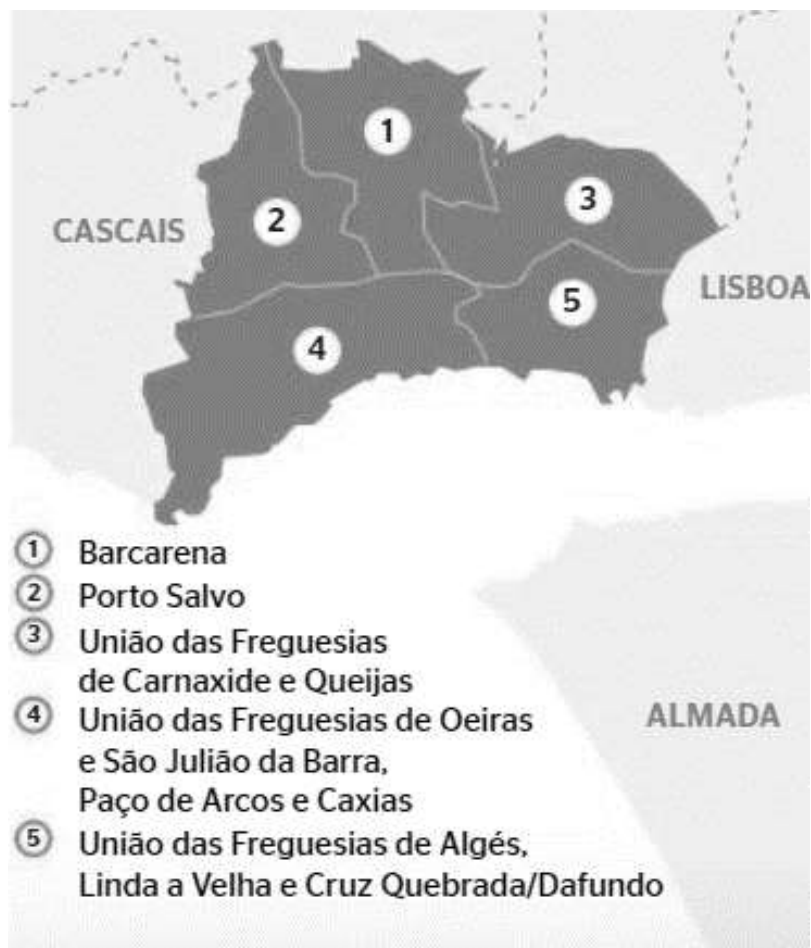 1
3
2
CASCAIS
LISBOA
5
4
1 Barcarena
2 Porto Salvo
3 União das Freguesias
de Carnaxide e Queijas
4 União das Freguesias de Oeiras
e São Julião da Barra,
Paço de Arcos e Caxias
ALMADA
5 União das Freguesias de Algés,
Linda a Velha e Cruz Quebrada/Dafundo